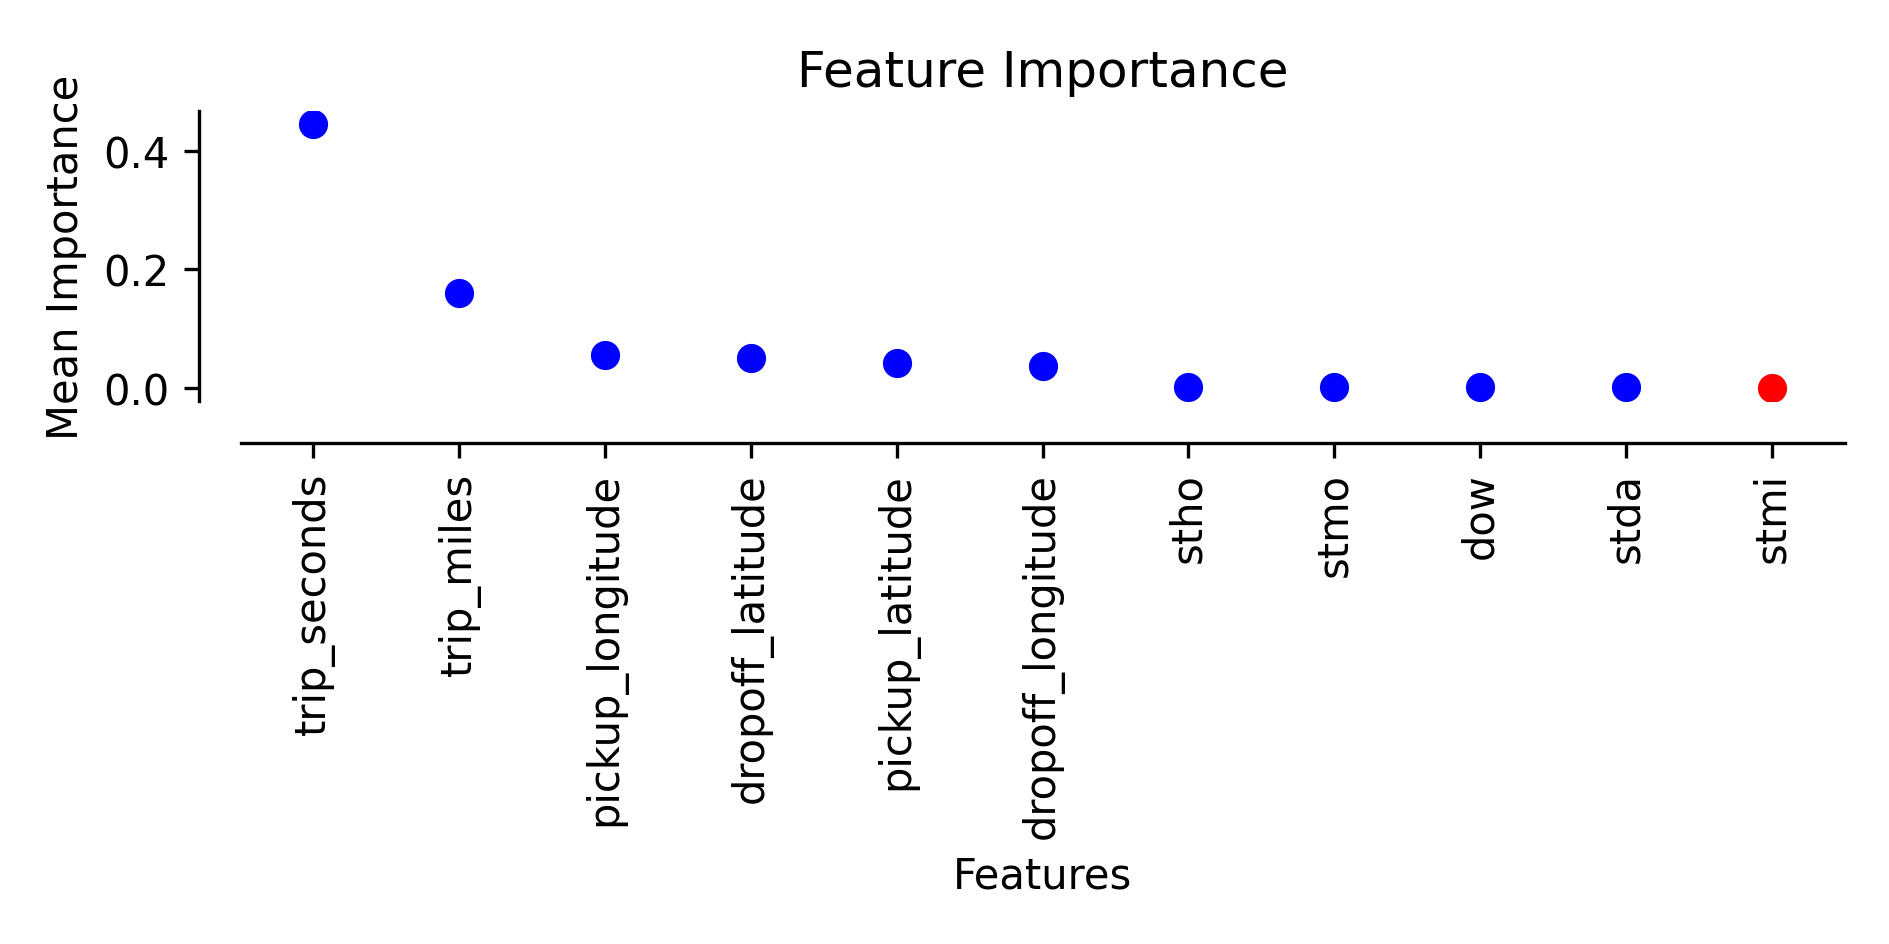 Feature Importance
Mean Importance
0.4
0.2
0.0
trip_seconds
trip_miles
pickup_longitude
dropoff_latitude
pickup_latitude
dropoff_longitude
stho
stmo
dow
stda
stmi
Features